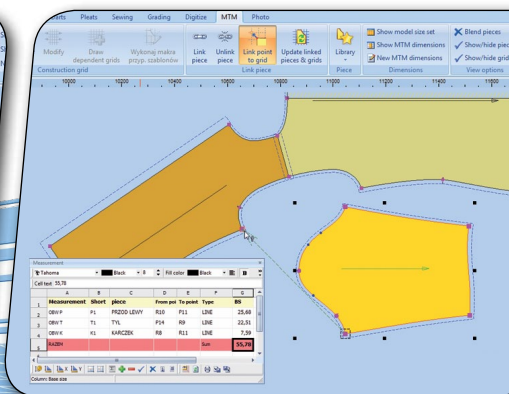 Pleats Sewing Grading Digitize MTM Photo
Modify
Draw dependent grids
Wykonaj makra przyp. szablonów
Link piece
Unlink piece
Link point to grid
Update linked pieces & grids
Library
Show model size set
Show MTM dimensions
New MTM dimensions
Blend pieces
Show/hide piec
Show/hide grid
Construction grid
Link piece
Piece
Dimensions
View options
10000 10200 10400 10600 10800 11000 11200 11400 11600
Measurement
Tahoma Black 8 Fill color Black
Cell text 55,78
A B C D E F G
1 Measurement Short piece From poi To point Type BS
2 OBW P P1 PRZOD LEWY R10 P11 LINE 25,68
3 OBW T T1 TYL P14 R9 LINE 22,51
4 OBW K K1 KARCZEK R8 R11 LINE 7,59
5 RAZEM Sum 55,78
Column: Base size